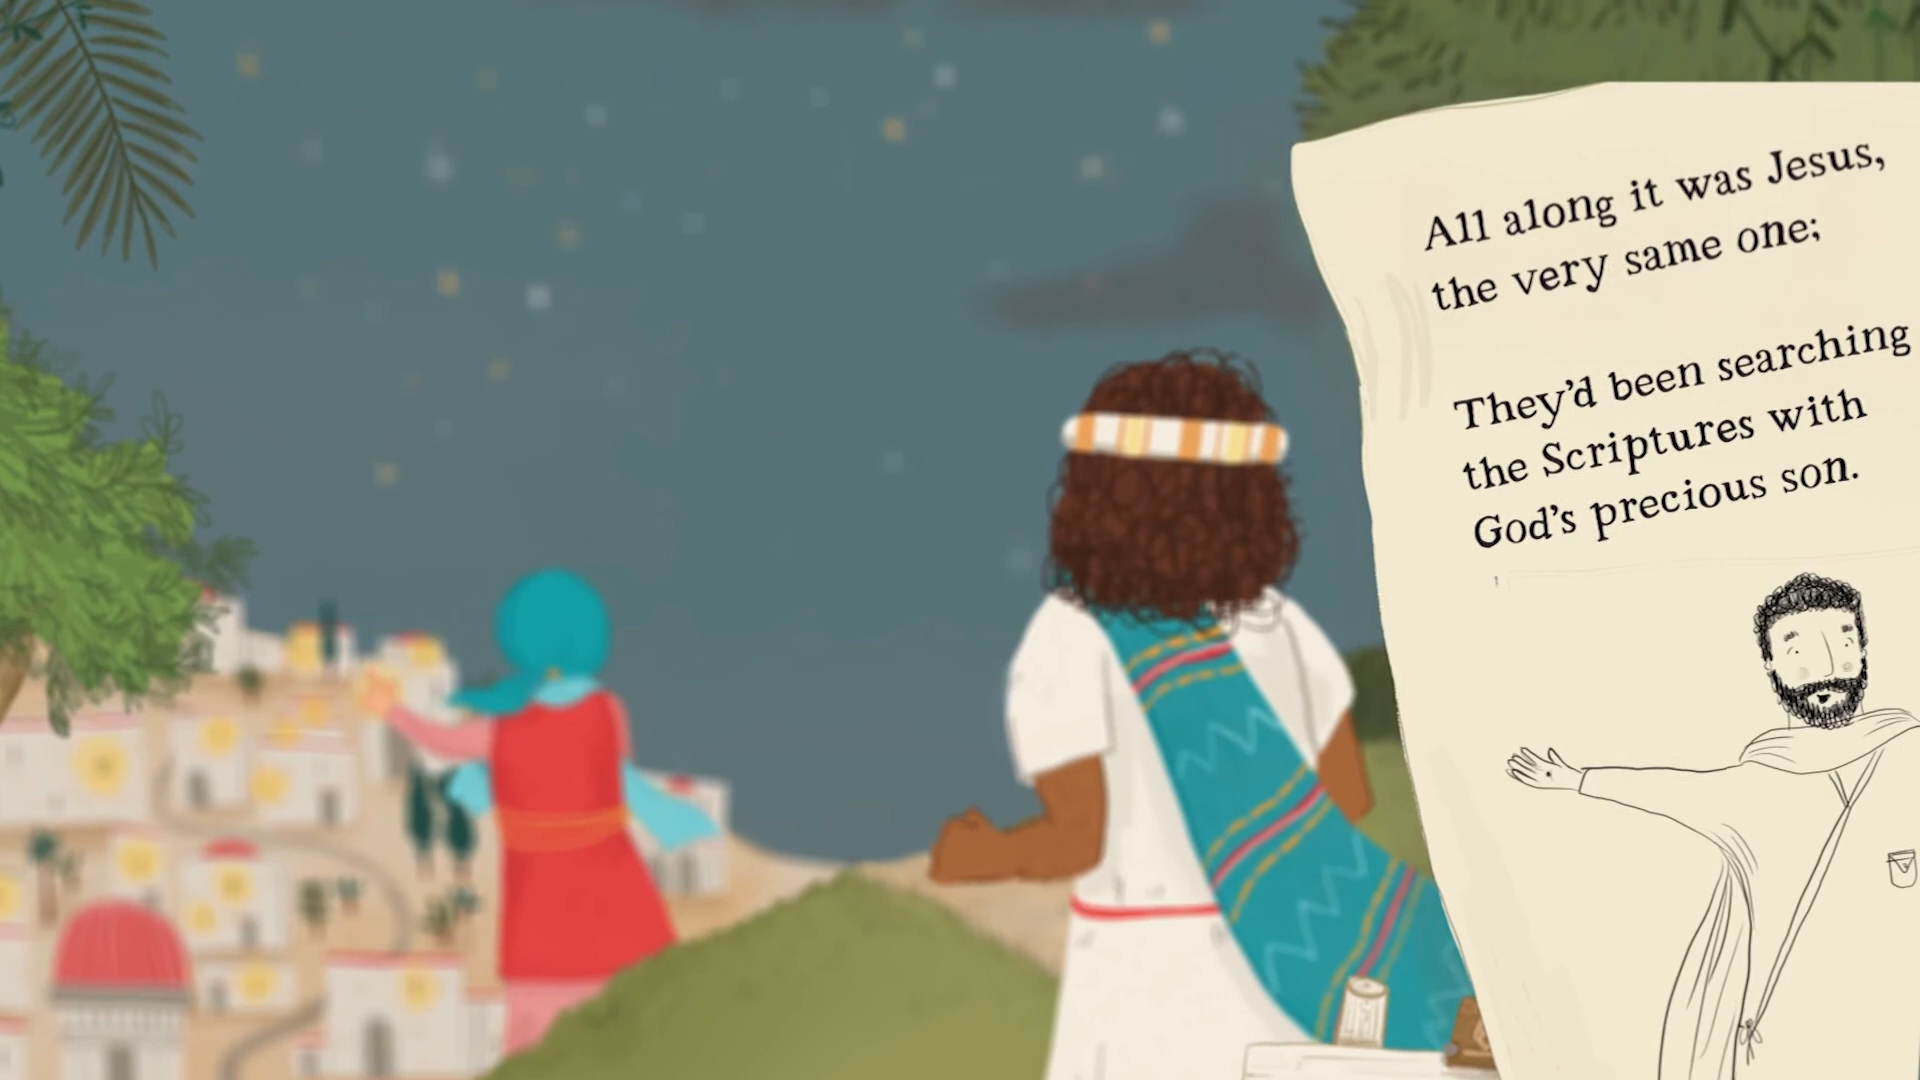 All along it was Jesus,
the very same one;
They’d been searching
the Scriptures with
God’s precious son.